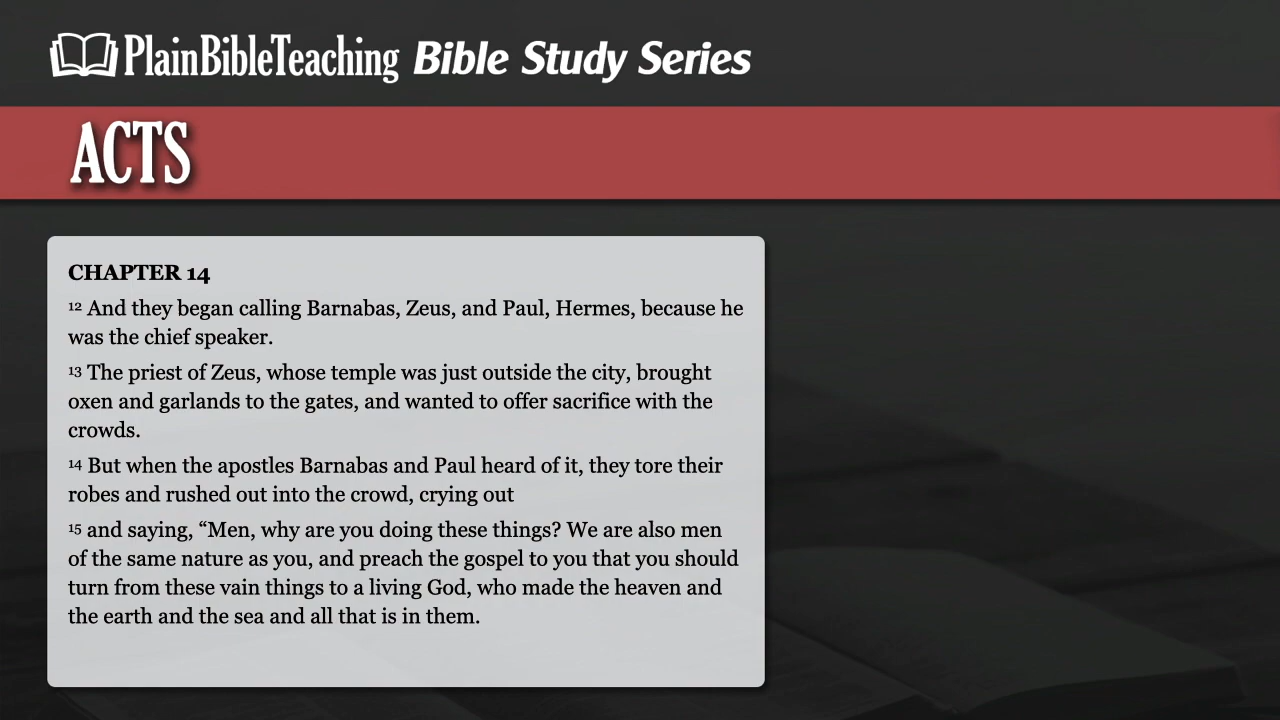 PlainBibleTeaching Bible Study Series
ACTS
CHAPTER 14
12 And they began calling Barnabas, Zeus, and Paul, Hermes, because he
was the chief speaker.
13 The priest of Zeus, whose temple was just outside the city, brought
oxen and garlands to the gates, and wanted to offer sacrifice with the
crowds.
14 But when the apostles Barnabas and Paul heard of it, they tore their
robes and rushed out into the crowd, crying out
15 and saying, “Men, why are you doing these things? We are also men
of the same nature as you, and preach the gospel to you that you should
turn from these vain things to a living God, who made the heaven and
the earth and the sea and all that is in them.